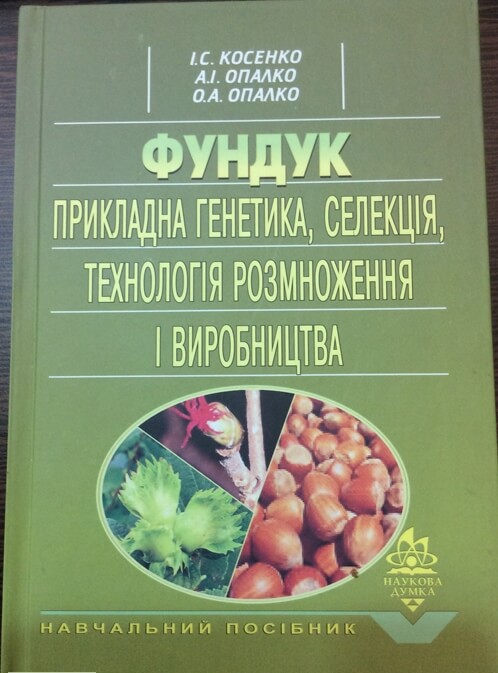 І.С. КОСЕНКО
А.І. ОПАЛКО
О.А. ОПАЛКО
ФУНДУК
ПРИКЛАДНА ГЕНЕТИКА, СЕЛЕКЦІЯ,
ТЕХНОЛОГІЯ РОЗМНОЖЕННЯ
І ВИРОБНИЦТВА
НАУКОВА
ДУМКА
НАВЧАЛЬНИЙ ПОСІБНИК